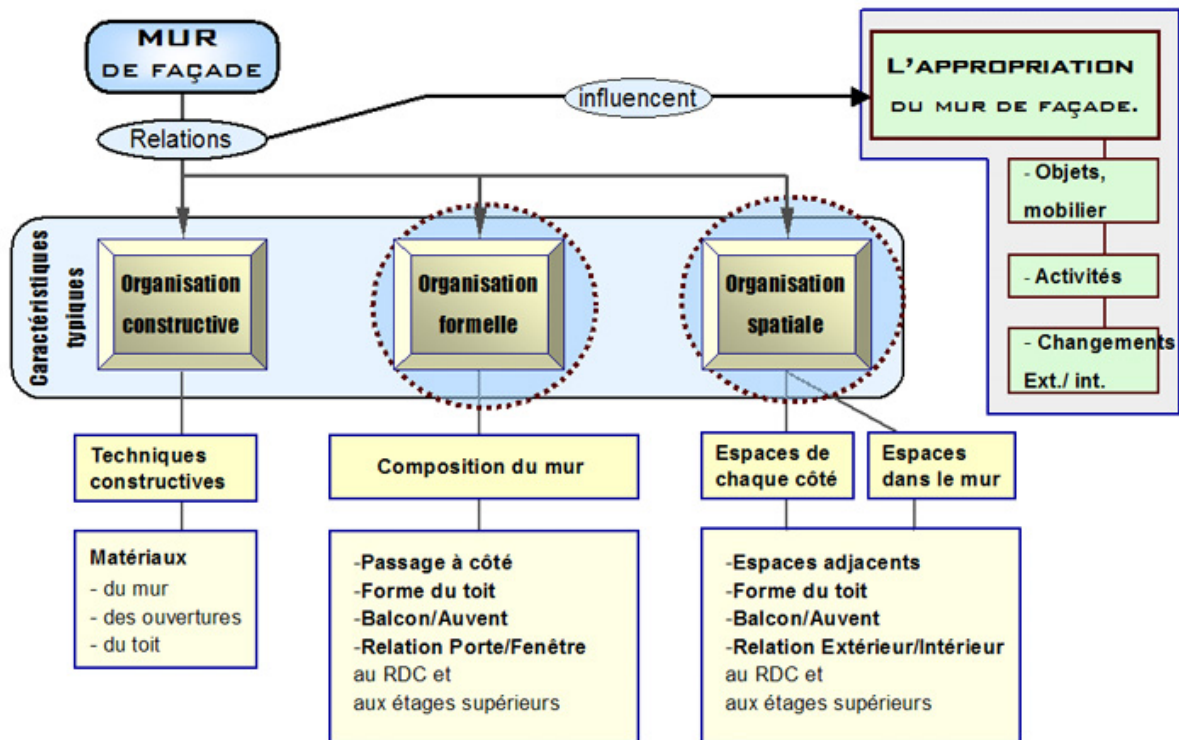 MUR
DE FAÇADE
Relations
influencent
L'APPROPRIATION
DU MUR DE FAÇADE.
- Objets,
mobilier
- Activités
- Changements
Ext./ int.
Caractéristiques
typiques
Organisation
constructive
Organisation
formelle
Organisation
spatiale
Techniques
constructives
Composition du mur
Espaces de
chaque côté
Espaces
dans le mur
Matériaux
- du mur
- des ouvertures
- du toit
-Passage à côté
-Forme du toit
-Balcon/Auvent
-Relation Porte/Fenêtre
au RDC et
aux étages supérieurs
-Espaces adjacents
-Forme du toit
-Balcon/Auvent
-Relation Extérieur/Intérieur
au RDC et
aux étages supérieurs